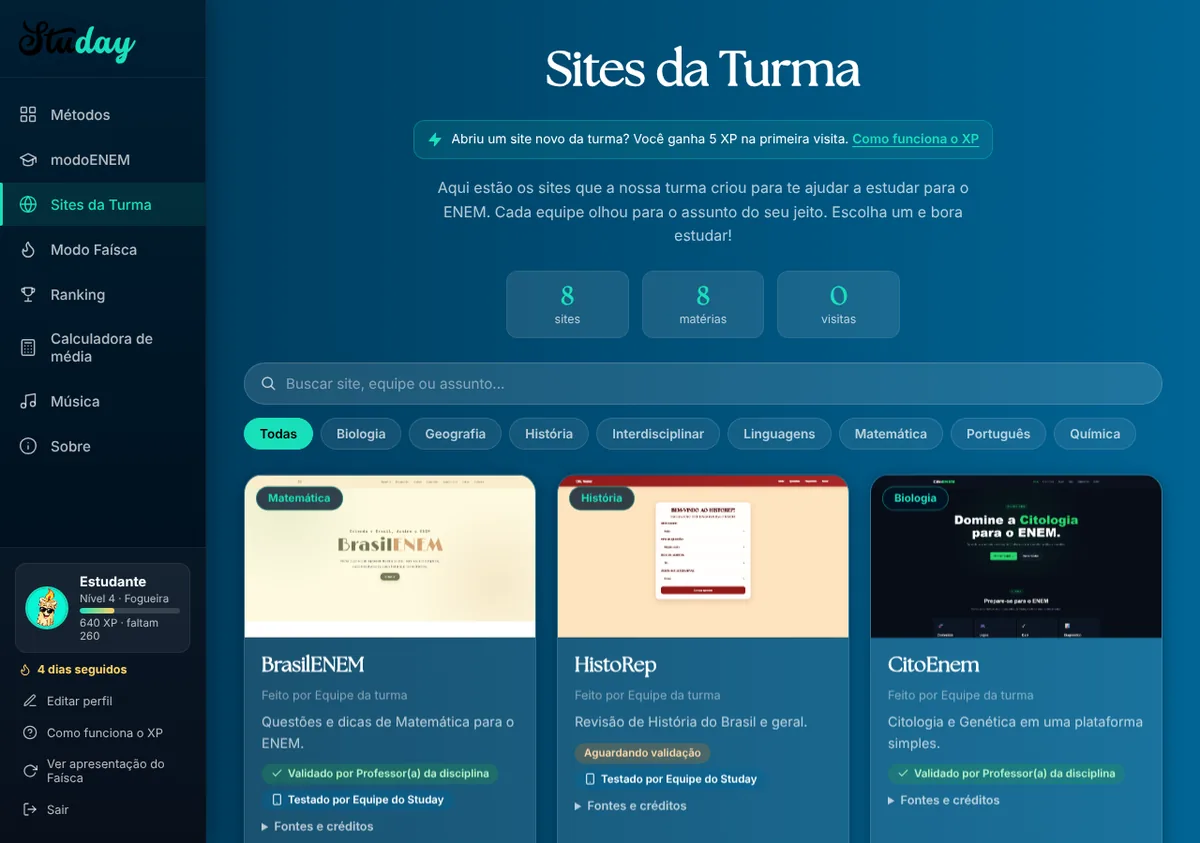 Studay
Métodos
modoENEM
Sites da Turma
Modo Faísca
Ranking
Calculadora de
média
Música
Sobre
Estudante
Nível 4 · Fogueira
640 XP · faltam
260
4 dias seguidos
Editar perfil
Como funciona o XP
Ver apresentação do
Faísca
Sair
Sites da Turma
Abriu um site novo da turma? Você ganha 5 XP na primeira visita. Como funciona o XP
Aqui estão os sites que a nossa turma criou para te ajudar a estudar para o
ENEM. Cada equipe olhou para o assunto do seu jeito. Escolha um e bora
estudar!
8
sites
8
matérias
0
visitas
Buscar site, equipe ou assunto...
Todas
Biologia
Geografia
História
Interdisciplinar
Linguagens
Matemática
Português
Química
Matemática
BrasilENEM
BrasilENEM
Feito por Equipe da turma
Questões e dicas de Matemática para o
ENEM.
Validado por Professor(a) da disciplina
Testado por Equipe do Studay
Fontes e créditos
História
BEM-VINDO AO HISTOREP!
HistoRep
Feito por Equipe da turma
Revisão de História do Brasil e geral.
Aguardando validação
Testado por Equipe do Studay
Fontes e créditos
Biologia
Domine a Citologia
para o ENEM.
Prepare-se para o ENEM
CitoEnem
Feito por Equipe da turma
Citologia e Genética em uma plataforma
simples.
Validado por Professor(a) da disciplina
Fontes e créditos